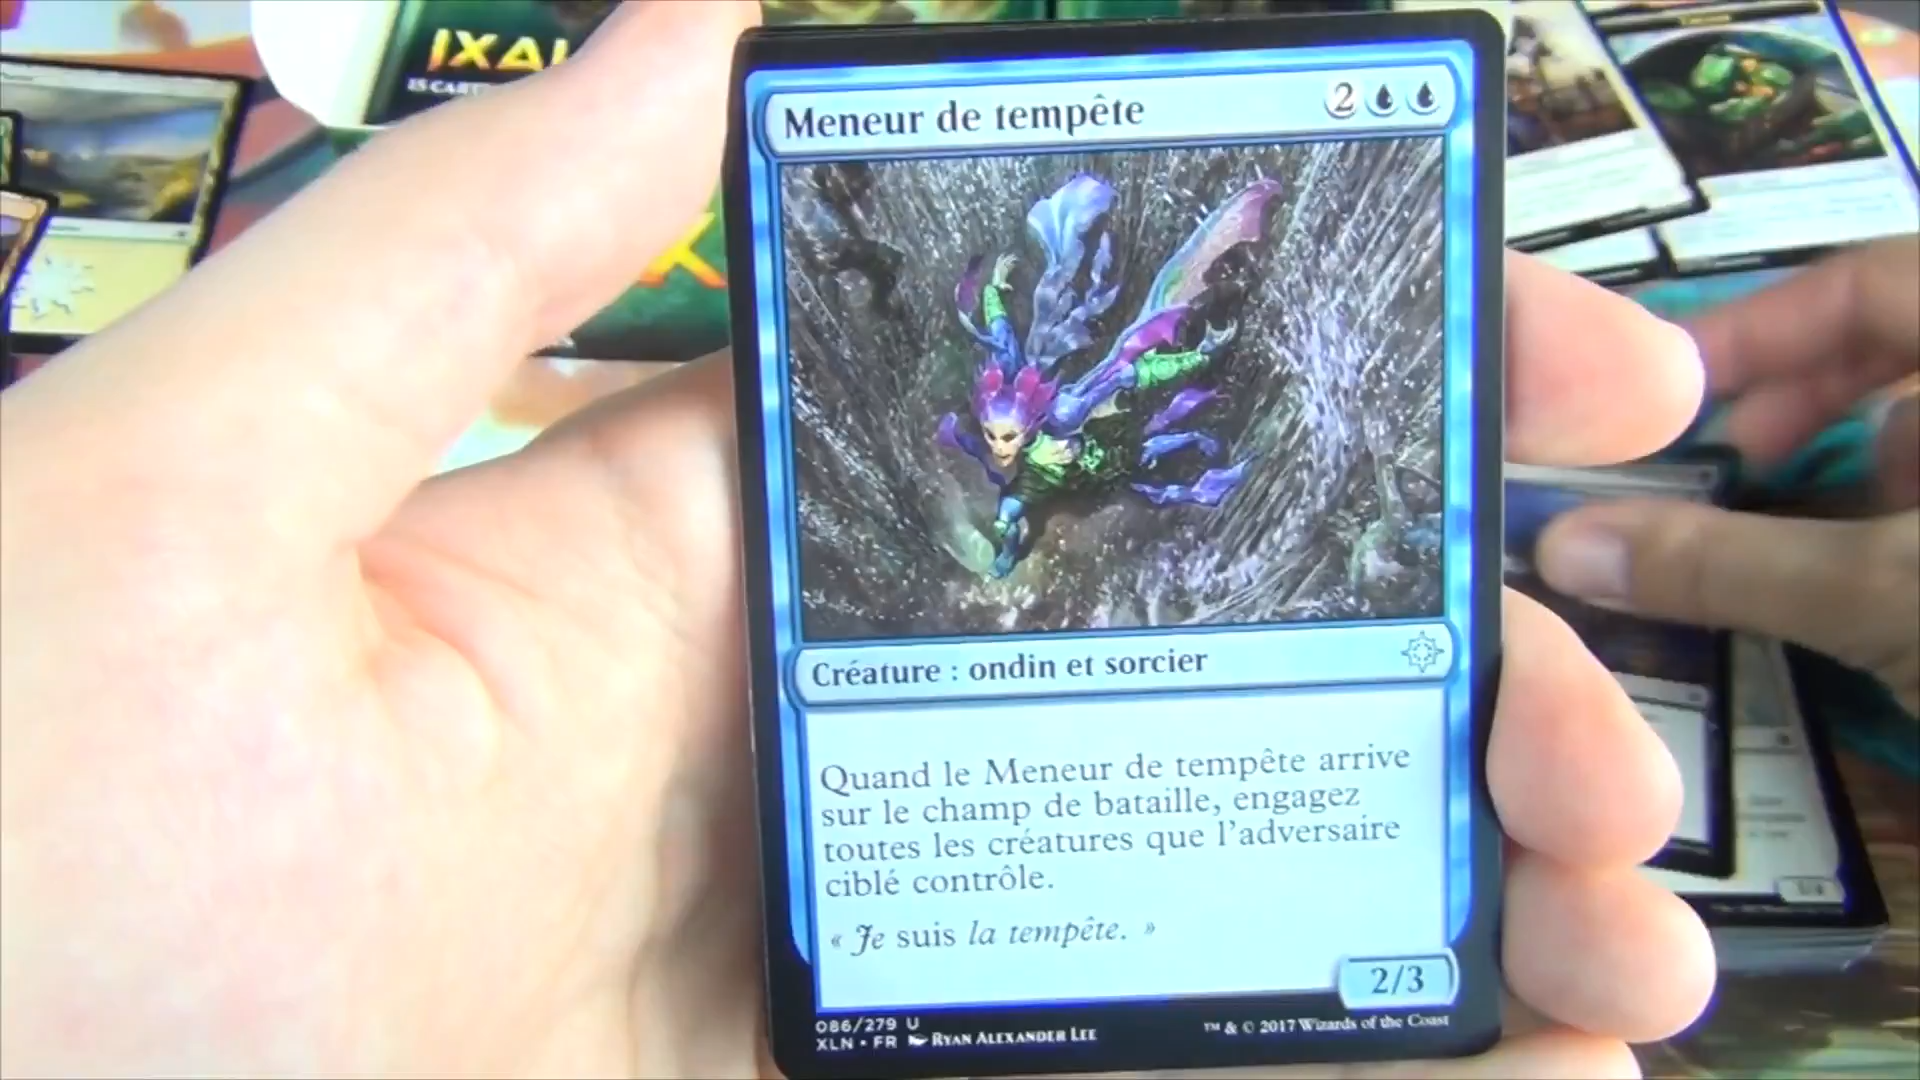 IXAL
15 CART
Meneur de tempête
2
Créature : ondin et sorcier
Quand le Meneur de tempête arrive
sur le champ de bataille, engagez
toutes les créatures que l'adversaire
ciblé contrôle.
« Je suis la tempête. »
2/3
086/279 U
XLN • FR RYAN ALEXANDER LEE
™ & © 2017 Wizards of the Coast